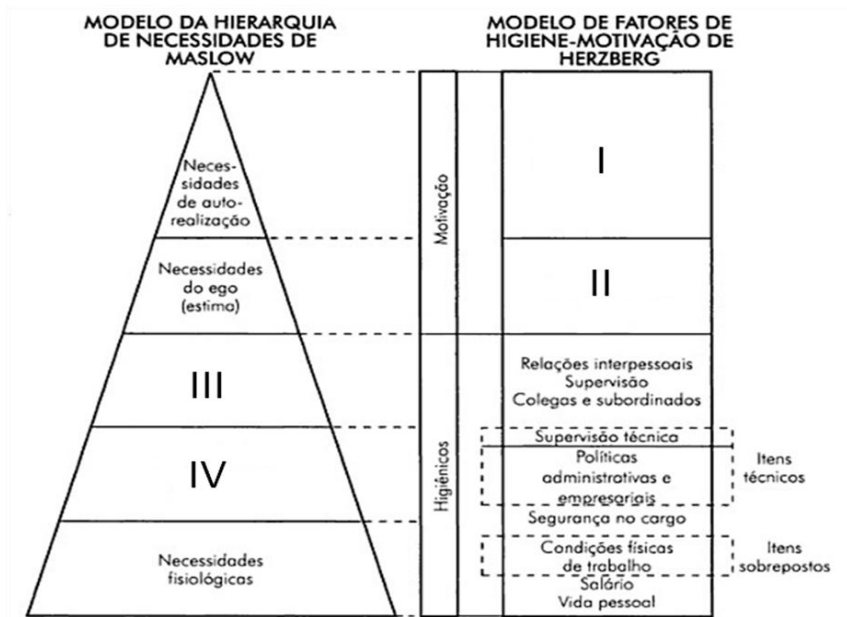 MODELO DA HIERARQUIA
DE NECESSIDADES DE
MASLOW
Neces-
sidades
de auto-
realização
Necessidades
do ego
(estima)
III
IV
Necessidades
fisiológicas
Motivação
Higiênicos
MODELO DE FATORES DE
HIGIENE-MOTIVAÇÃO DE
HERZBERG
I
II
Relações interpessoais
Supervisão
Colegas e subordinados
Supervisão técnica
Políticas
administrativas e
empresariais
Segurança no cargo
Condições físicas
de trabalho
Salário
Vida pessoal
Itens
técnicos
Itens
sobrepostos